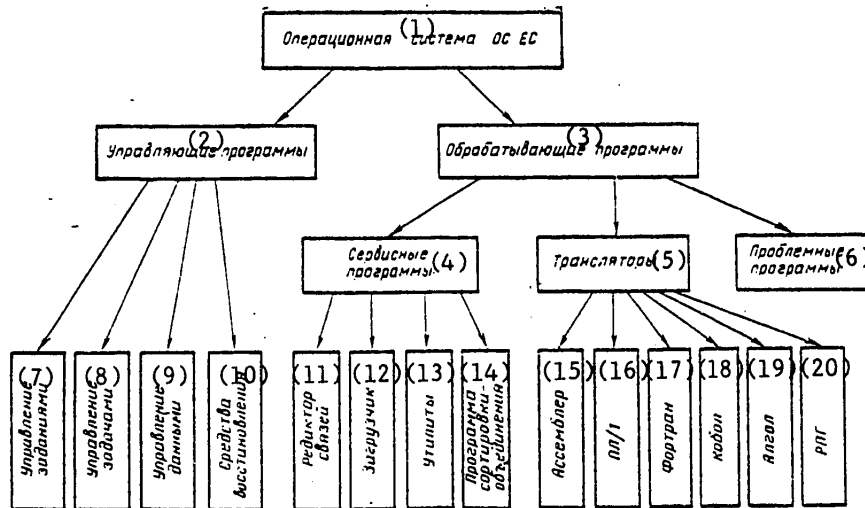 (1)
Операционная система ОС ЕС
(2)
Управляющие программы
(3)
Обрабатывающие программы
Сервисные
программы (4)
Трансляторы (5)
Проблемные
программы (6)
(7)
Управление
заданиями
(8)
Управление
задачами
(9)
Управление
данными
(10)
Средства
восстановления
(11)
Редактор
связей
(12)
Загрузчик
(13)
Утилиты
(14)
Программа
сортировки-
объединения
(15)
Ассемблер
(16)
ПЛ/1
(17)
Фортран
(18)
Кобол
(19)
Алгол
(20)
РПГ